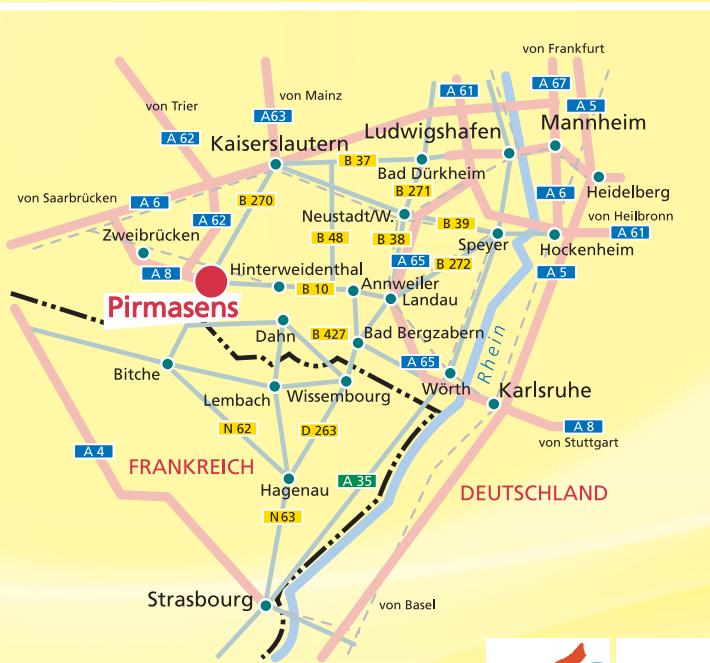 von Frankfurt
von Mainz
von Trier
A 61
A 67
A 5
A63
A 62
Ludwigshafen
Mannheim
Kaiserslautern
B 37
Bad Dürkheim
B 271
A 6
Heidelberg
von Saarbrücken
A 6
B 270
A 62
Neustadt/W.
B 39
von Heilbronn
A 61
Zweibrücken
B 48
B 38
Speyer
Hockenheim
A 8
Hinterweidenthal
A 65
B 272
A 5
B 10
Annweiler
Landau
Pirmasens
Dahn
B 427
Bad Bergzabern
Rhein
Bitche
A 65
Wörth
Karlsruhe
Lembach
Wissembourg
N 62
D 263
A 8
von Stuttgart
A 4
FRANKREICH
A 35
Hagenau
DEUTSCHLAND
N 63
Strasbourg
von Basel